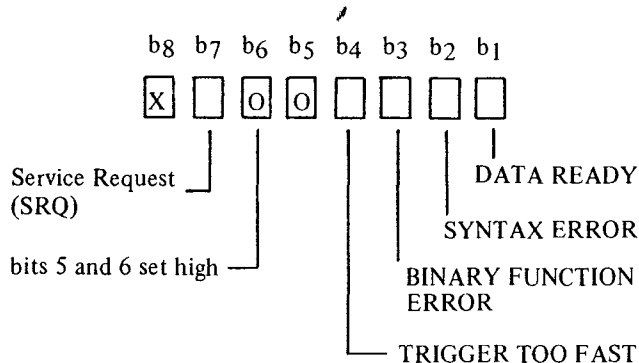 b8 b7 b6 b5 b4 b3 b2 b1
X O O
Service Request
(SRQ)
bits 5 and 6 set high
DATA READY
SYNTAX ERROR
BINARY FUNCTION
ERROR
TRIGGER TOO FAST